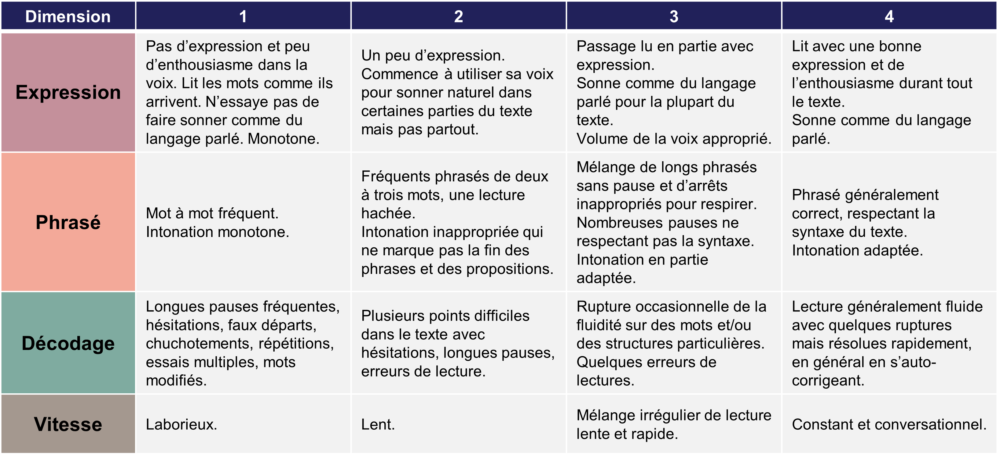 Dimension
1
2
3
4
Expression
Pas d’expression et peu
d’enthousiasme dans la
voix. Lit les mots comme ils
arrivent. N’essaye pas de
faire sonner comme du
langage parlé. Monotone.
Un peu d’expression.
Commence à utiliser sa voix
pour sonner naturel dans
certaines parties du texte
mais pas partout.
Passage lu en partie avec
expression.
Sonne comme du langage
parlé pour la plupart du
texte.
Volume de la voix approprié.
Lit avec une bonne
expression et de
l’enthousiasme durant tout
le texte.
Sonne comme du langage
parlé.
Phrasé
Mot à mot fréquent.
Intonation monotone.
Fréquents phrasés de deux
à trois mots, une lecture
hachée.
Intonation inappropriée qui
ne marque pas la fin des
phrases et des propositions.
Mélange de longs phrasés
sans pause et d’arrêts
inappropriés pour respirer.
Nombreuses pauses ne
respectant pas la syntaxe.
Intonation en partie
adaptée.
Phrasé généralement
correct, respectant la
syntaxe du texte.
Intonation adaptée.
Décodage
Longues pauses fréquentes,
hésitations, faux départs,
chuchotements, répétitions,
essais multiples, mots
modifiés.
Plusieurs points difficiles
dans le texte avec
hésitations, longues pauses,
erreurs de lecture.
Rupture occasionnelle de la
fluidité sur des mots et/ou
des structures particulières.
Quelques erreurs de
lectures.
Lecture généralement fluide
avec quelques ruptures
mais résolues rapidement,
en général en s’auto-
corrigeant.
Vitesse
Laborieux.
Lent.
Mélange irrégulier de lecture
lente et rapide.
Constant et conversationnel.